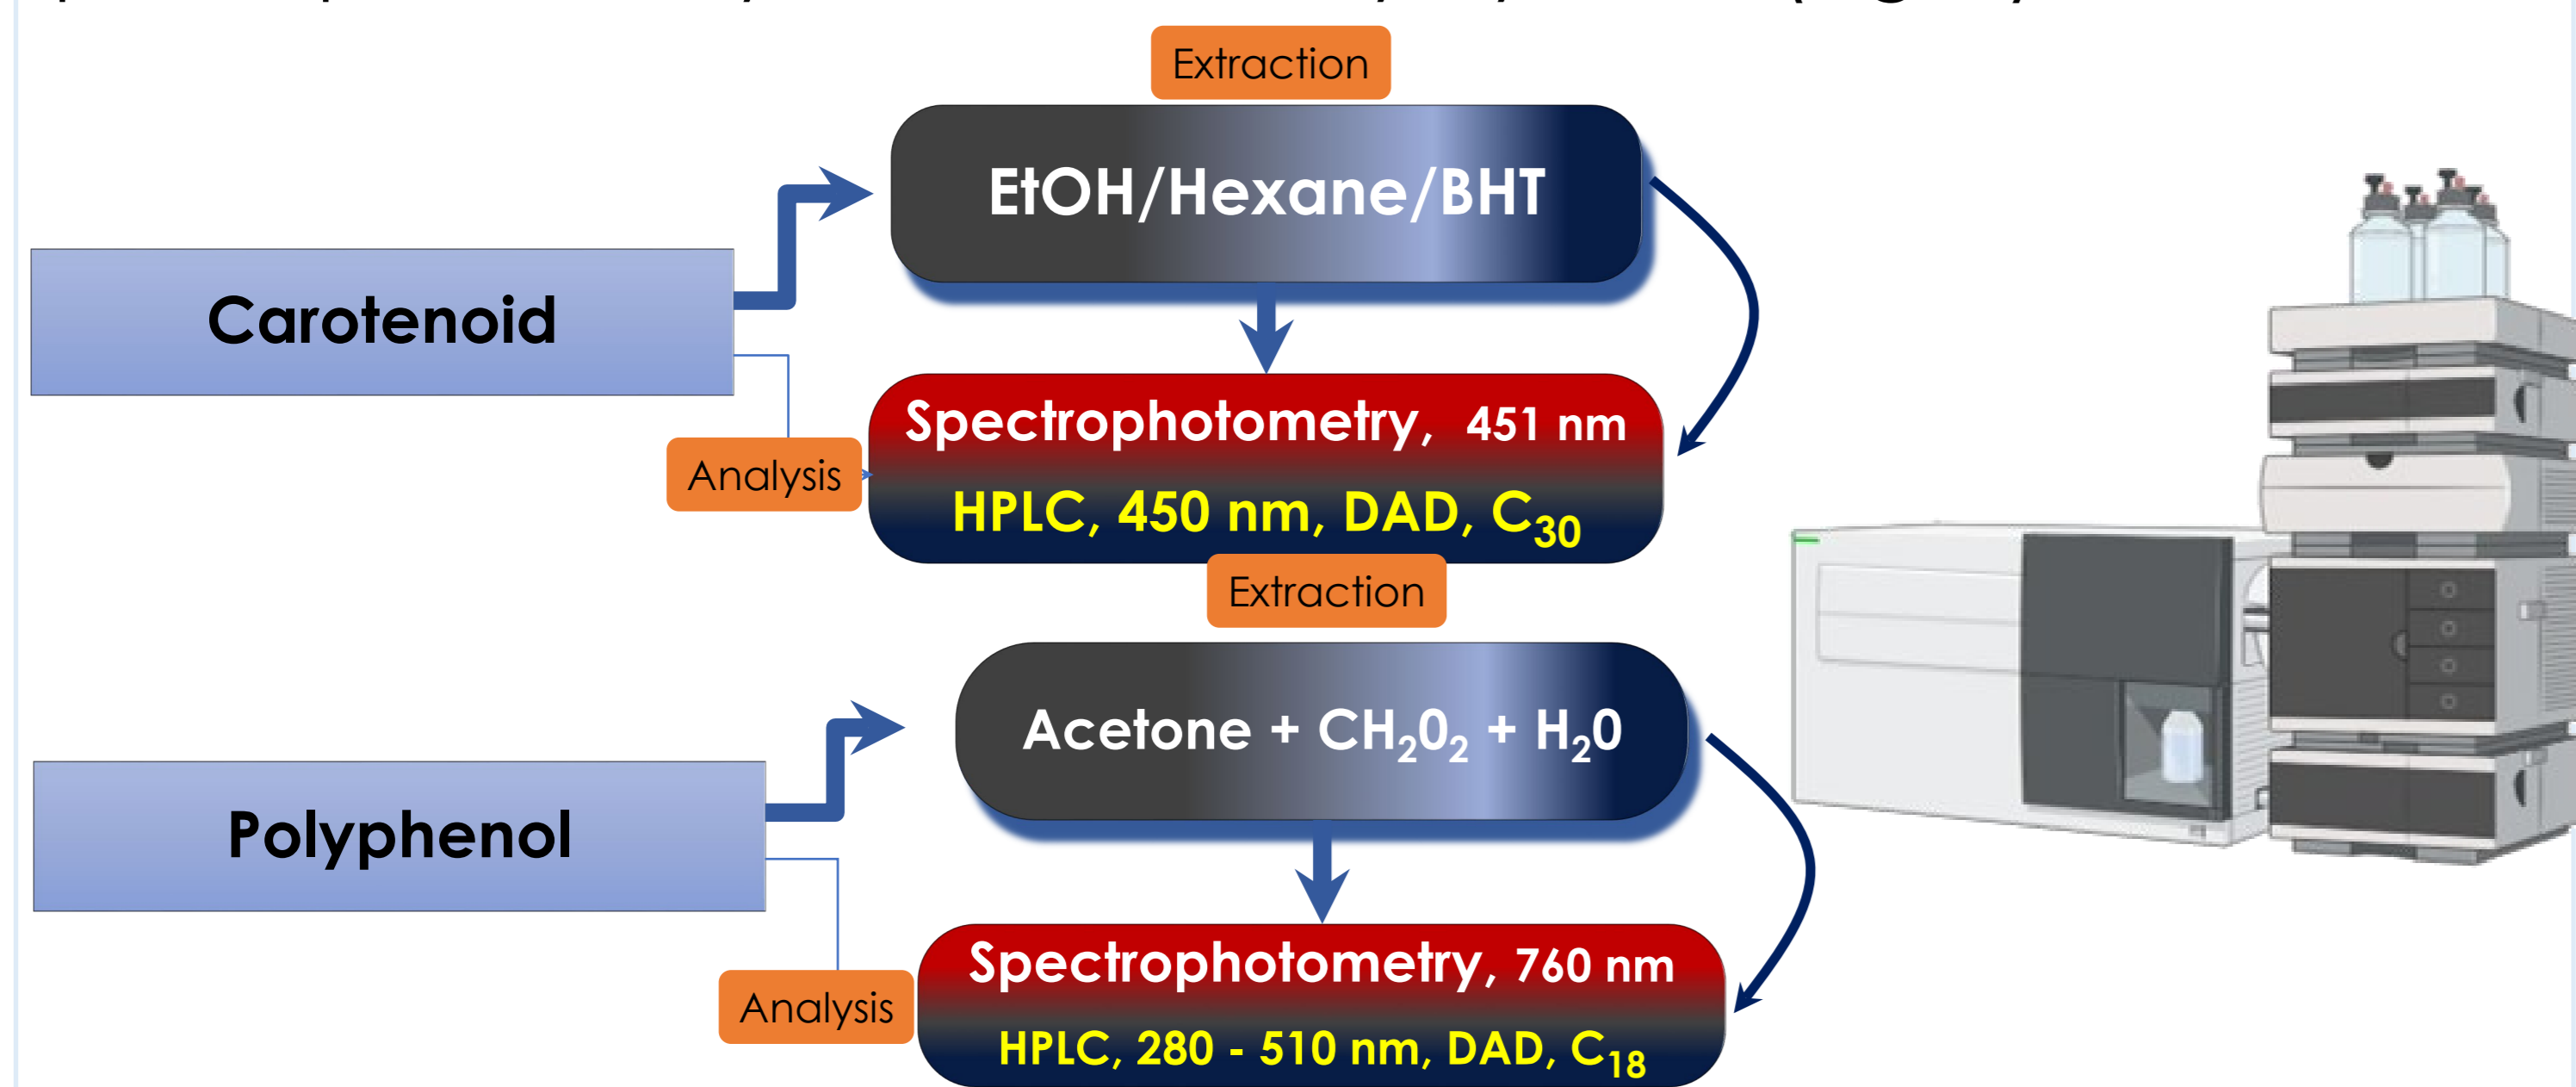 Extraction
EtOH/Hexane/BHT
Carotenoid
Spectrophotometry, 451 nm
Analysis
HPLC, 450 nm, DAD, C₃₀
Extraction
Acetone + CH₂0₂ + H₂0
Polyphenol
Spectrophotometry, 760 nm
Analysis
HPLC, 280 - 510 nm, DAD, C₁₈